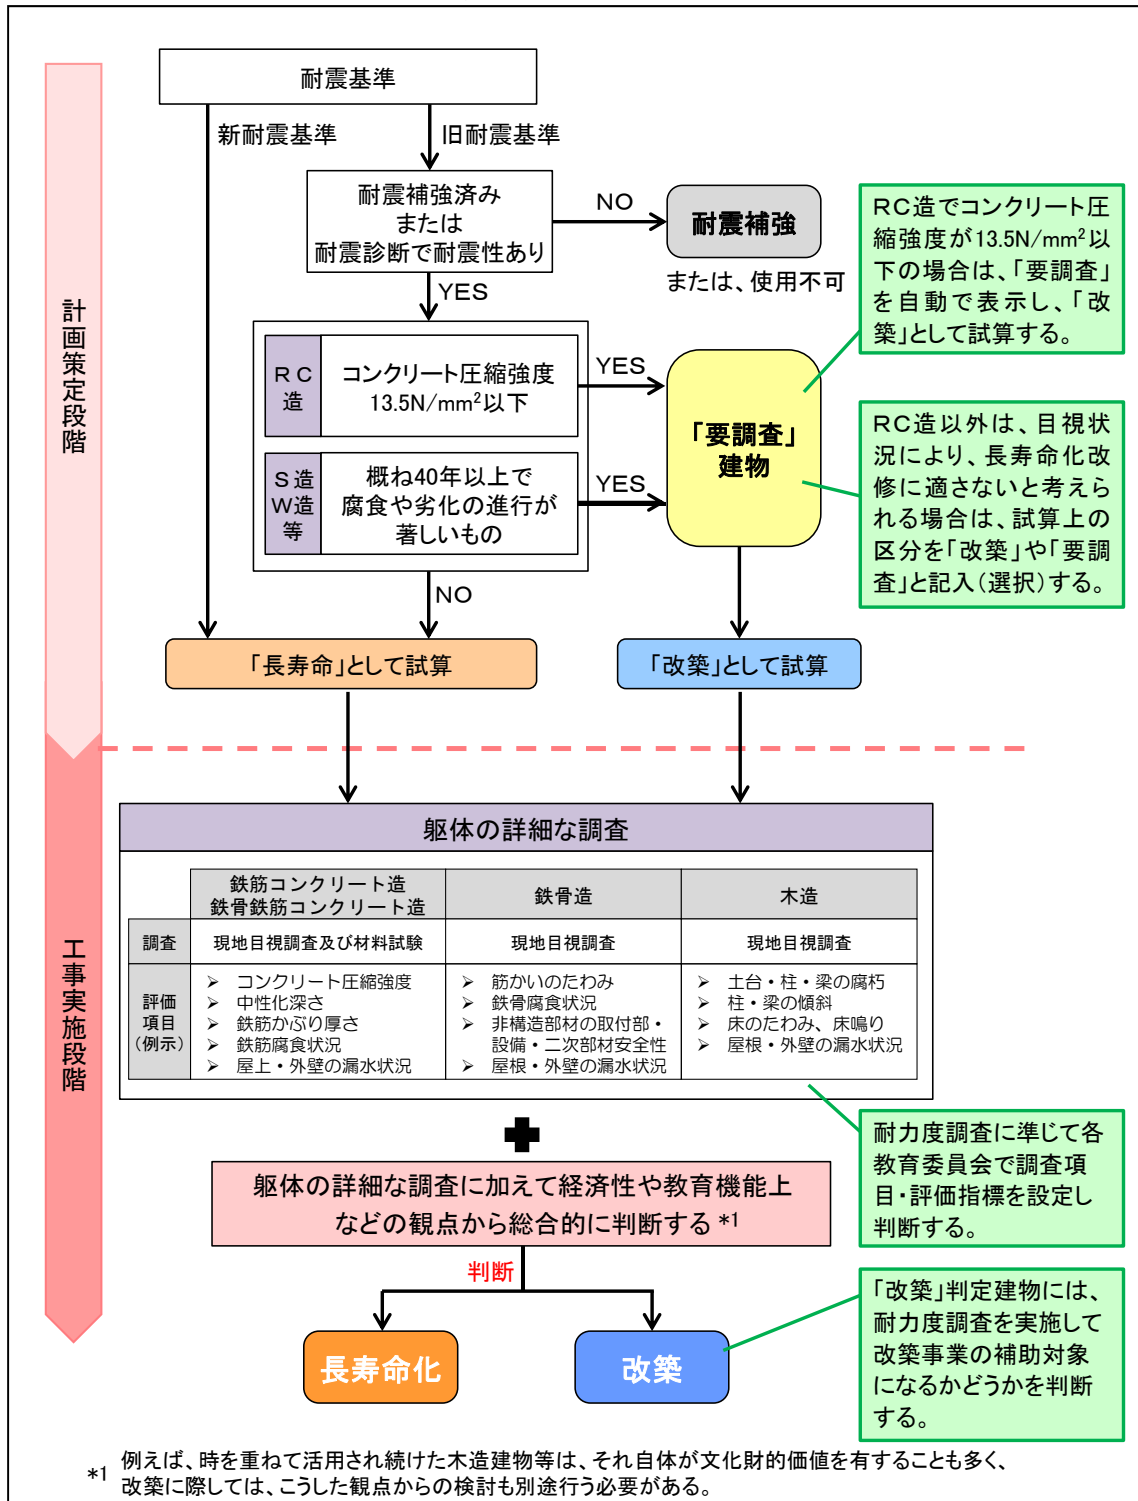 耐震基準
新耐震基準
旧耐震基準
耐震補強済み
または
耐震診断で耐震性あり
NO
耐震補強
または、使用不可
YES
RC
造
コンクリート圧縮強度
13.5N/mm²以下
YES
S造
W造
等
概ね40年以上で
腐食や劣化の進行が
著しいもの
YES
「要調査」
建物
NO
「長寿命」として試算
「改築」として試算
RC造でコンクリート圧
縮強度が13.5N/mm²以
下の場合は、「要調査」
を自動で表示し、「改
築」として試算する。
RC造以外は、目視状
況により、長寿命化改
修に適さないと考えら
れる場合は、試算上の
区分を「改築」や「要調
査」と記入(選択)する。
計画策定段階
工事実施段階
躯体の詳細な調査
鉄筋コンクリート造
鉄骨鉄筋コンクリート造
鉄骨造
木造
調査
現地目視調査及び材料試験
現地目視調査
現地目視調査
評価
項目
(例示)
➢ コンクリート圧縮強度
➢ 中性化深さ
➢ 鉄筋かぶり厚さ
➢ 鉄筋腐食状況
➢ 屋上・外壁の漏水状況
➢ 筋かいのたわみ
➢ 鉄骨腐食状況
➢ 非構造部材の取付部・
設備・二次部材安全性
➢ 屋根・外壁の漏水状況
➢ 土台・柱・梁の腐朽
➢ 柱・梁の傾斜
➢ 床のたわみ、床鳴り
➢ 屋根・外壁の漏水状況
耐力度調査に準じて各
教育委員会で調査項
目・評価指標を設定し
判断する。
躯体の詳細な調査に加えて経済性や教育機能上
などの観点から総合的に判断する *1
判断
長寿命化
改築
「改築」判定建物には、
耐力度調査を実施して
改築事業の補助対象
になるかどうかを判断
する。
*1 例えば、時を重ねて活用され続けた木造建物等は、それ自体が文化財的価値を有することも多く、
改築に際しては、こうした観点からの検討も別途行う必要がある。